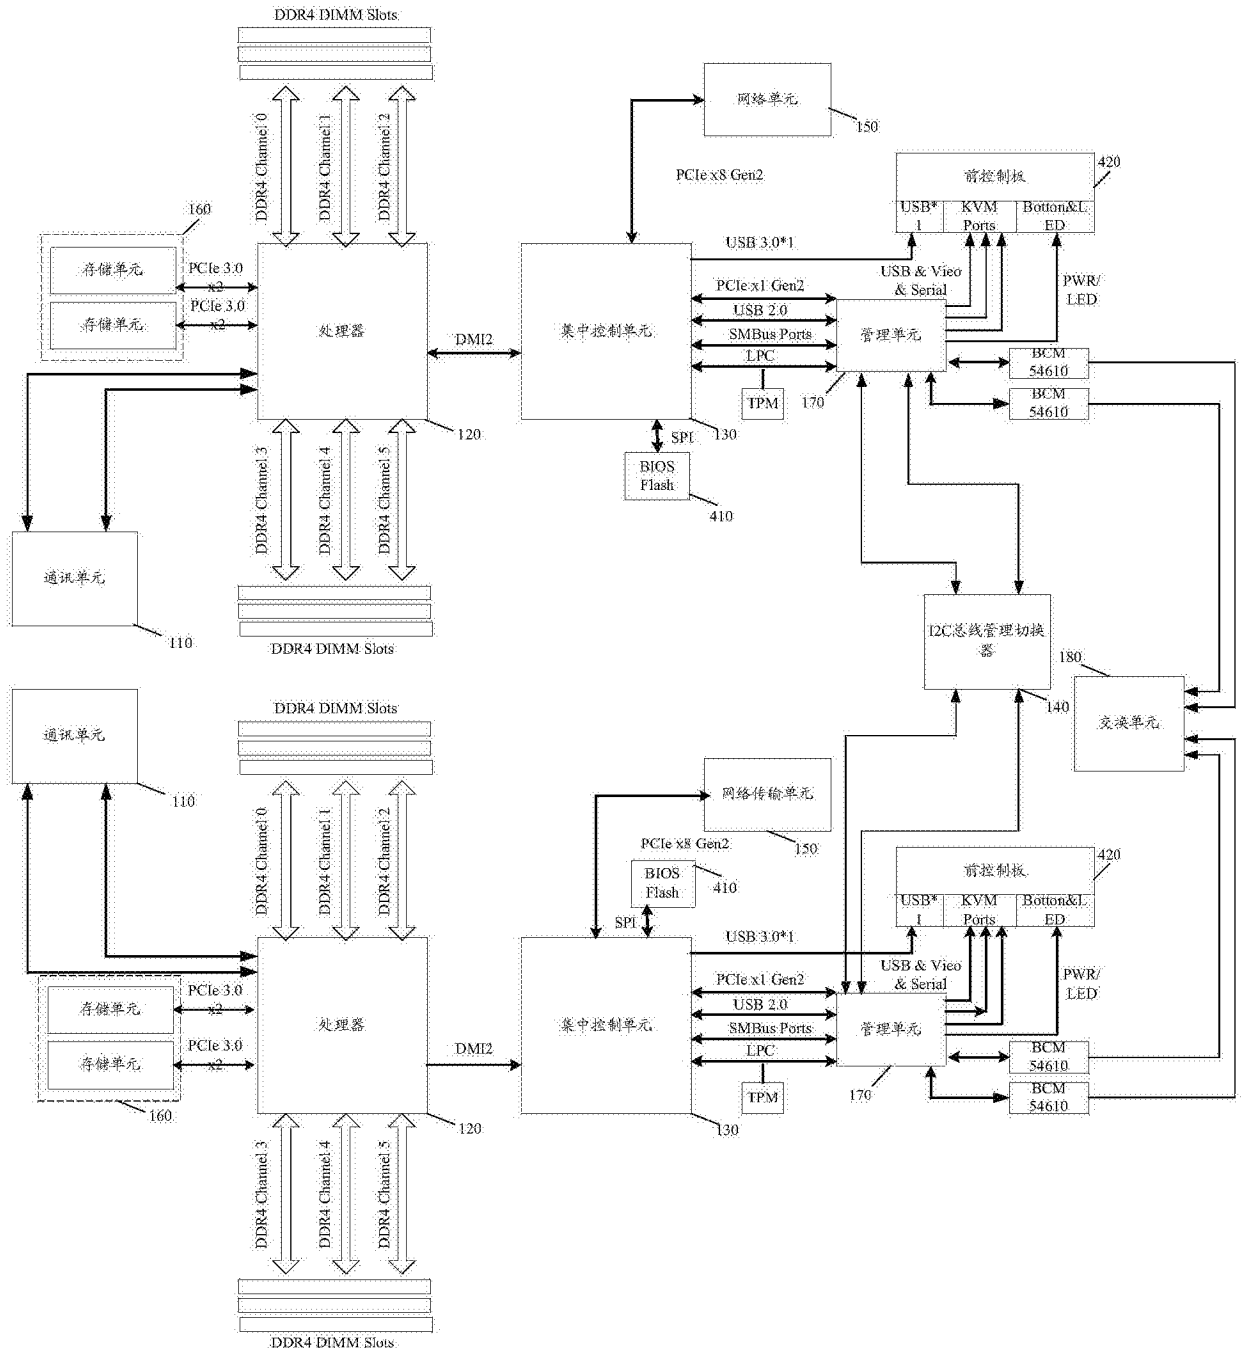 DDR4 DIMM Slots
DDR4 Channel 0
DDR4 Channel 1
DDR4 Channel 2
网络单元
150
PCIe x8 Gen2
420
前控制板
USB*
1
KVM
Ports
Botton&L
ED
160
存储单元
PCIe 3.0
x2
存储单元
PCIe 3.0
x2
处理器
120
DMI2
集中控制单元
130
USB 3.0*1
PCIe x1 Gen2
USB 2.0
SMBus Ports
LPC
TPM
USB & Vieo
& Serial
PWR/
LED
管理单元
170
BCM
54610
BCM
54610
SPI
BIOS
Flash
410
DDR4 Channel 3
DDR4 Channel 4
DDR4 Channel 5
通讯单元
110
DDR4 DIMM Slots
I2C总线管理切换
器
140
180
交换单元
通讯单元
110
DDR4 DIMM Slots
DDR4 Channel 0
DDR4 Channel 1
DDR4 Channel 2
网络传输单元
150
PCIe x8 Gen2
BIOS
Flash
410
SPI
420
前控制板
USB*
1
KVM
Ports
Botton&L
ED
USB 3.0*1
PCIe x1 Gen2
USB 2.0
SMBus Ports
LPC
TPM
USB & Vieo
& Serial
PWR/
LED
存储单元
PCIe 3.0
x2
存储单元
PCIe 3.0
x2
160
处理器
120
DMI2
集中控制单元
130
管理单元
170
BCM
54610
BCM
54610
DDR4 Channel 3
DDR4 Channel 4
DDR4 Channel 5
DDR4 DIMM Slots